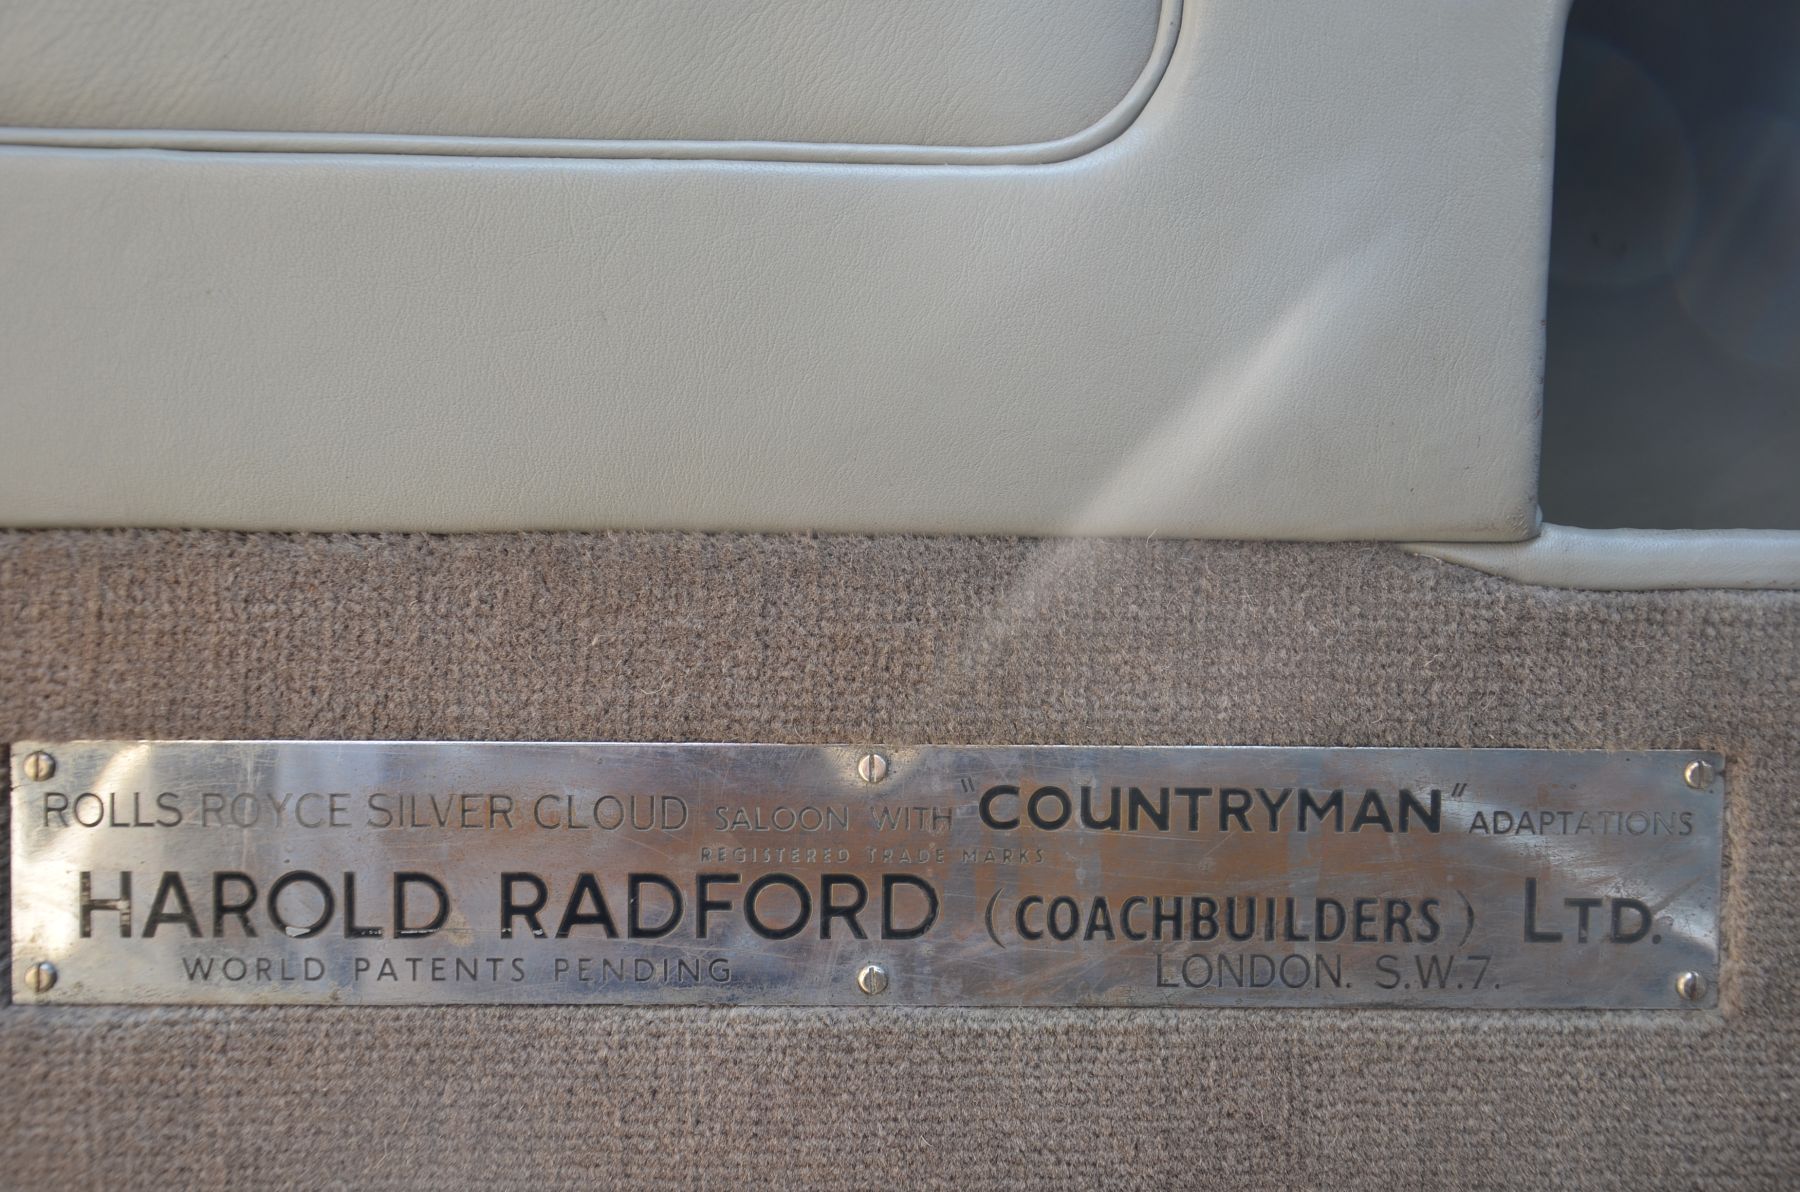 ROLLS ROYCE SILVER CLOUD SALOON WITH "COUNTRYMAN" ADAPTATIONS
REGISTERED TRADE MARKS
HAROLD RADFORD (COACHBUILDERS) LTD.
WORLD PATENTS PENDING LONDON. S.W.7.